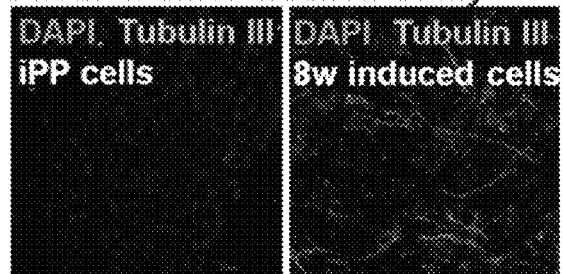 DAPI, Tubulin III
iPP cells
DAPI Tubulin III
8w induced cells